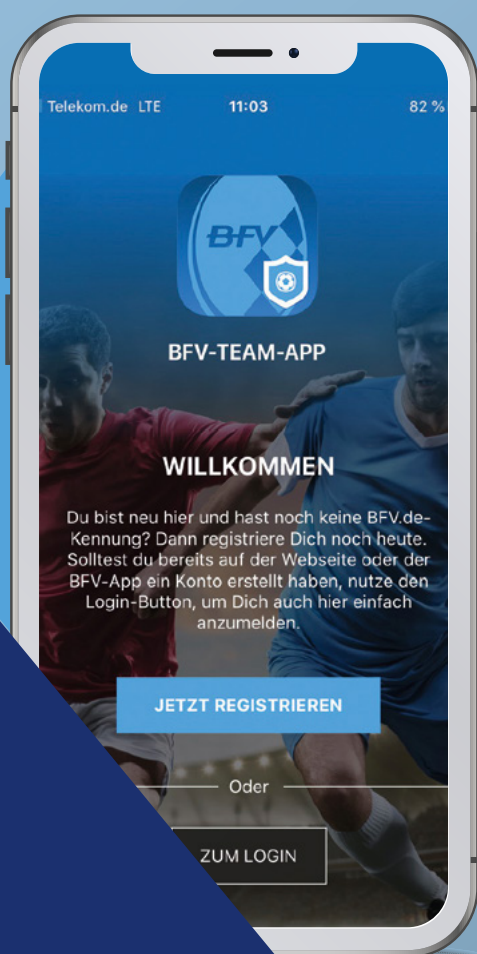 Telekom.de LTE 11:03 82 %
BFV
BFV-TEAM-APP
WILLKOMMEN
Du bist neu hier und hast noch keine BFV.de-
Kennung? Dann registriere Dich noch heute.
Solltest du bereits auf der Webseite oder der
BFV-App ein Konto erstellt haben, nutze den
Login-Button, um Dich auch hier einfach
anzumelden.
JETZT REGISTRIEREN
Oder
ZUM LOGIN